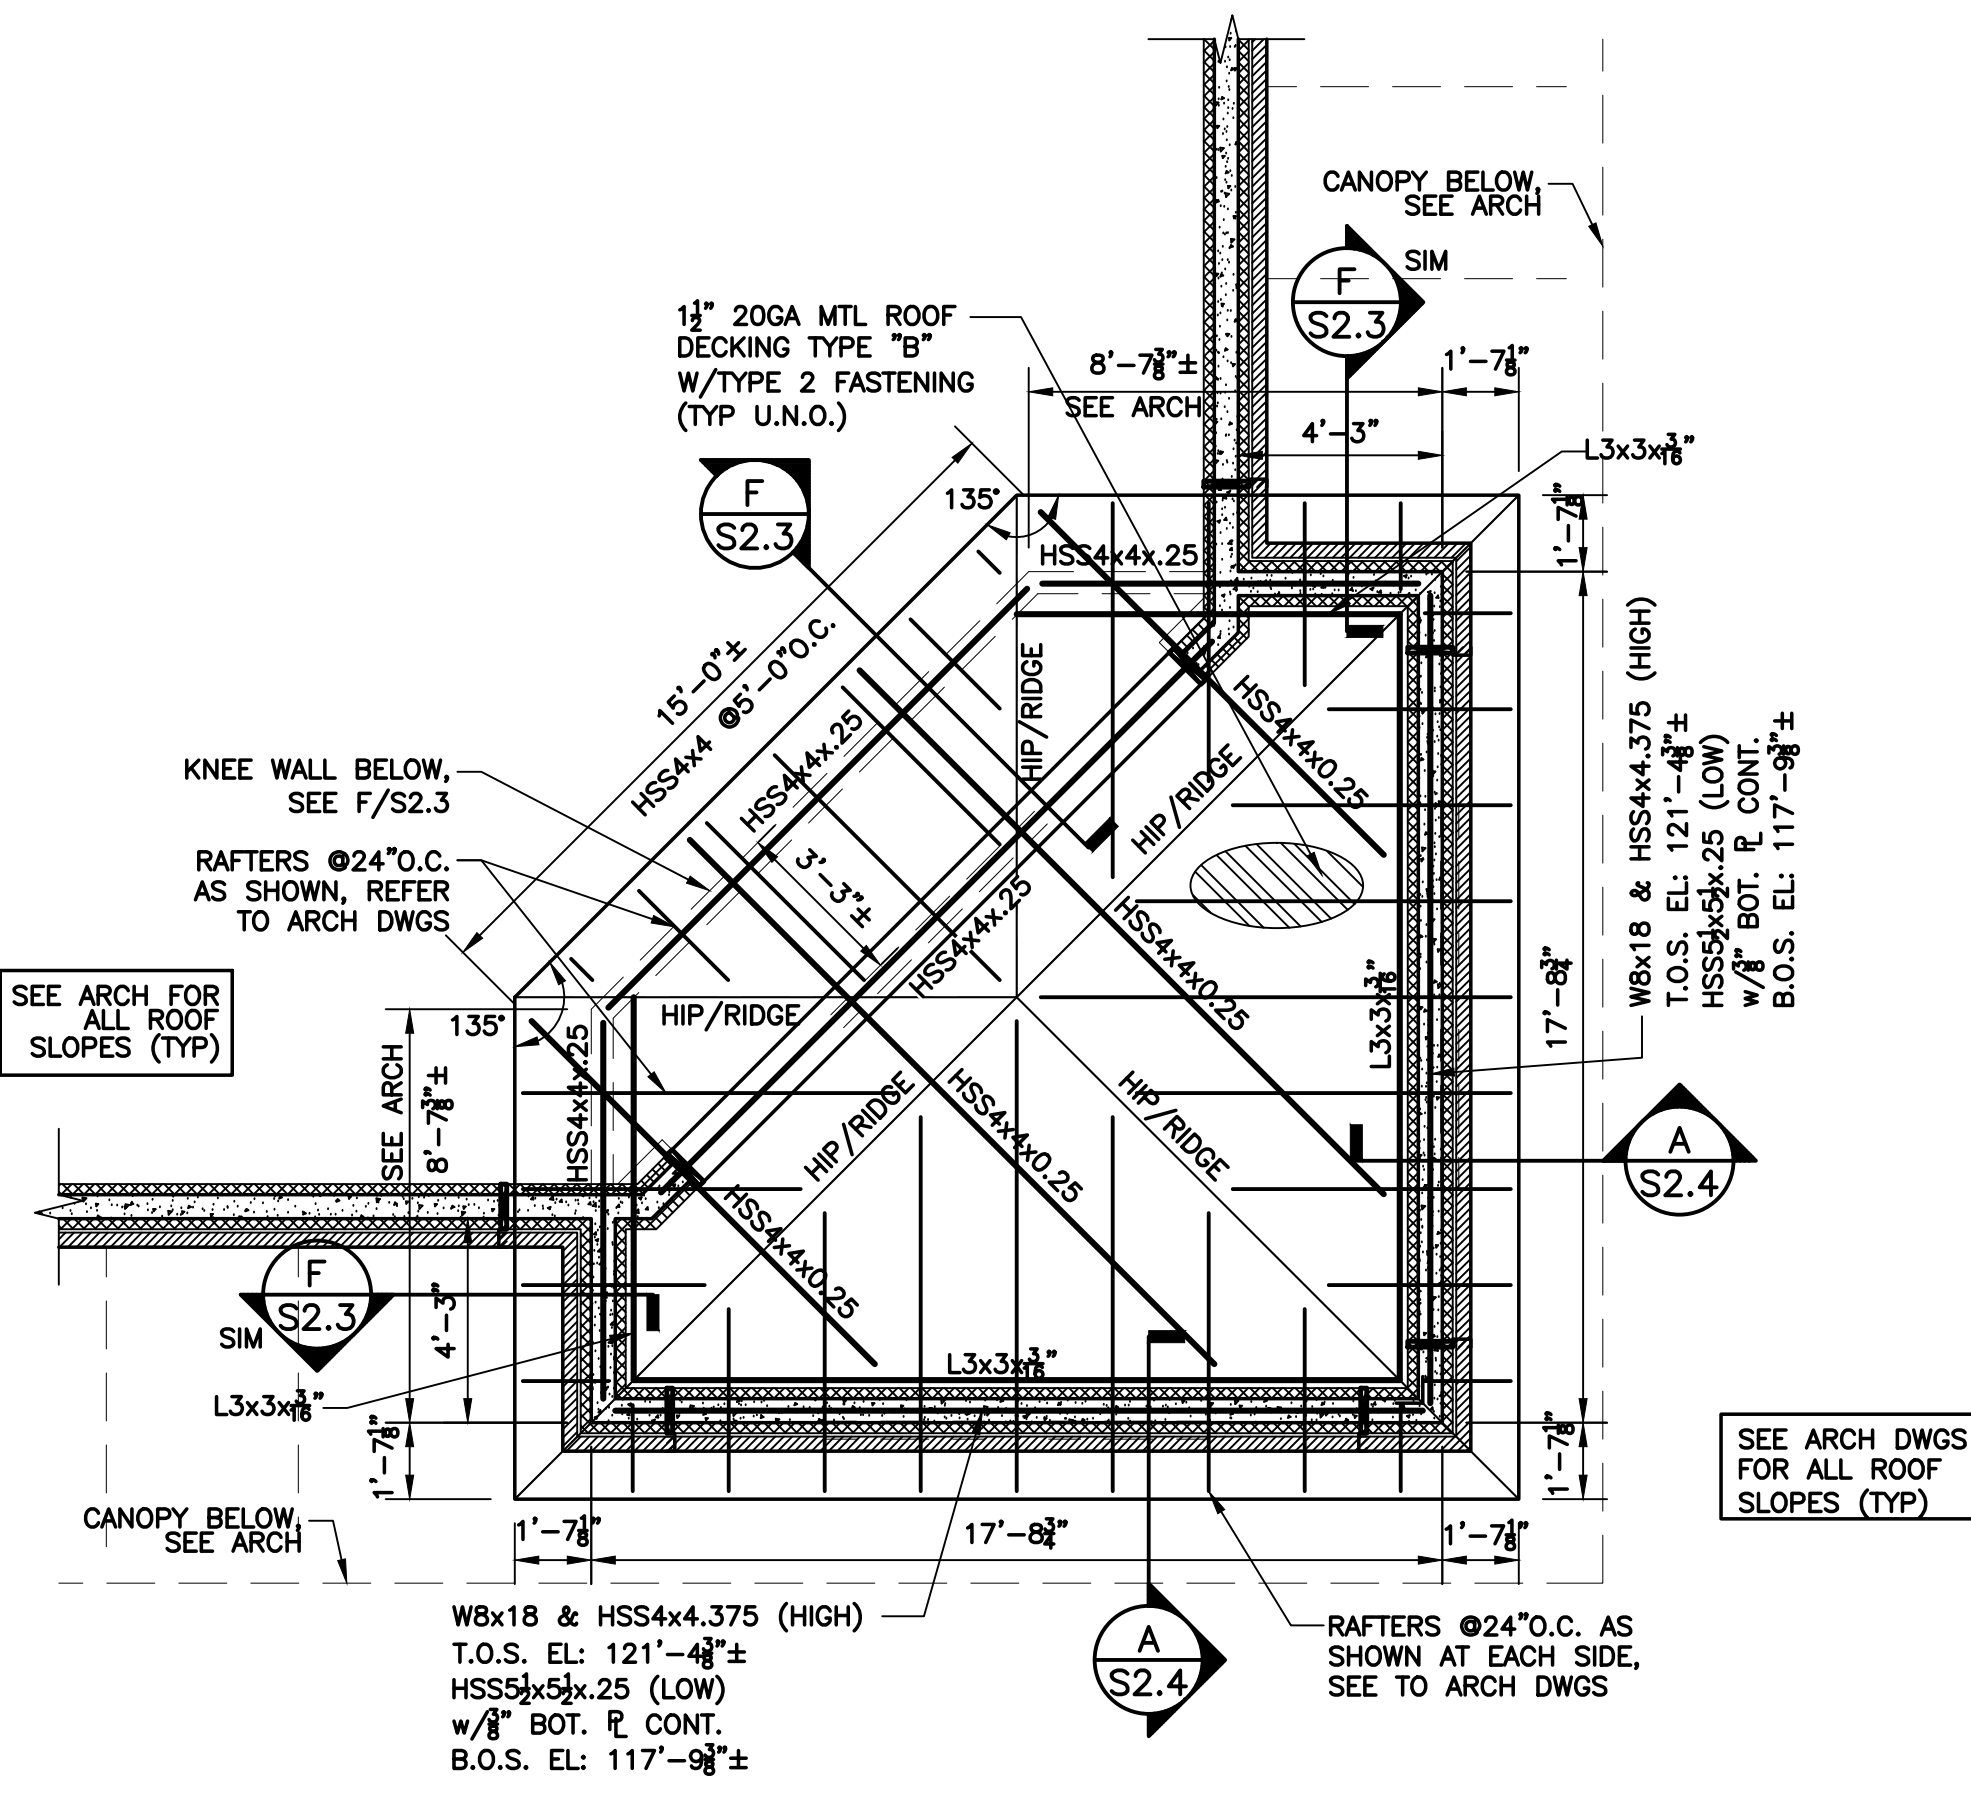 CANOPY BELOW,
SEE ARCH
F
S2.3
SIM
1½" 20GA MTL ROOF
DECKING TYPE "B"
W/TYPE 2 FASTENING
(TYP U.N.O.)
8'-7⅜"±
SEE ARCH
1'-7⅛"
4'-3"
L3x3x3/16"
F
S2.3
135°
HSS4x4x.25
1'-7⅛"
15'-0"±
HSS4x4 @5'-0"O.C.
HSS4x4x.25
HIP/RIDGE
HSS4x4x0.25
HIP/RIDGE
W8x18 & HSS4x4.375 (HIGH)
T.O.S. EL: 121'-4⅜"±
HSS5½x5½x.25 (LOW)
w/⅜" BOT. PL CONT.
B.O.S. EL: 117'-9⅜"±
KNEE WALL BELOW,
SEE F/S2.3
RAFTERS @24"O.C.
AS SHOWN, REFER
TO ARCH DWGS
3'-3"±
HSS4x4x.25
HSS4x4x0.25
L3x3x3/16"
17'-8¾"
SEE ARCH FOR
ALL ROOF
SLOPES (TYP)
135°
HIP/RIDGE
HSS4x4x.25
SEE ARCH
8'-7⅜"±
HIP/RIDGE
HSS4x4x0.25
HIP/RIDGE
A
S2.4
HSS4x4x0.25
F
S2.3
SIM
4'-3"
L3x3x3/16"
L3x3x3/16"
1'-7⅛"
1'-7⅛"
SEE ARCH DWGS
FOR ALL ROOF
SLOPES (TYP)
CANOPY BELOW,
SEE ARCH
1'-7⅛"
17'-8¾"
1'-7⅛"
W8x18 & HSS4x4.375 (HIGH)
T.O.S. EL: 121'-4⅜"±
HSS5½x5½x.25 (LOW)
w/⅜" BOT. PL CONT.
B.O.S. EL: 117'-9⅜"±
A
S2.4
RAFTERS @24"O.C. AS
SHOWN AT EACH SIDE,
SEE TO ARCH DWGS